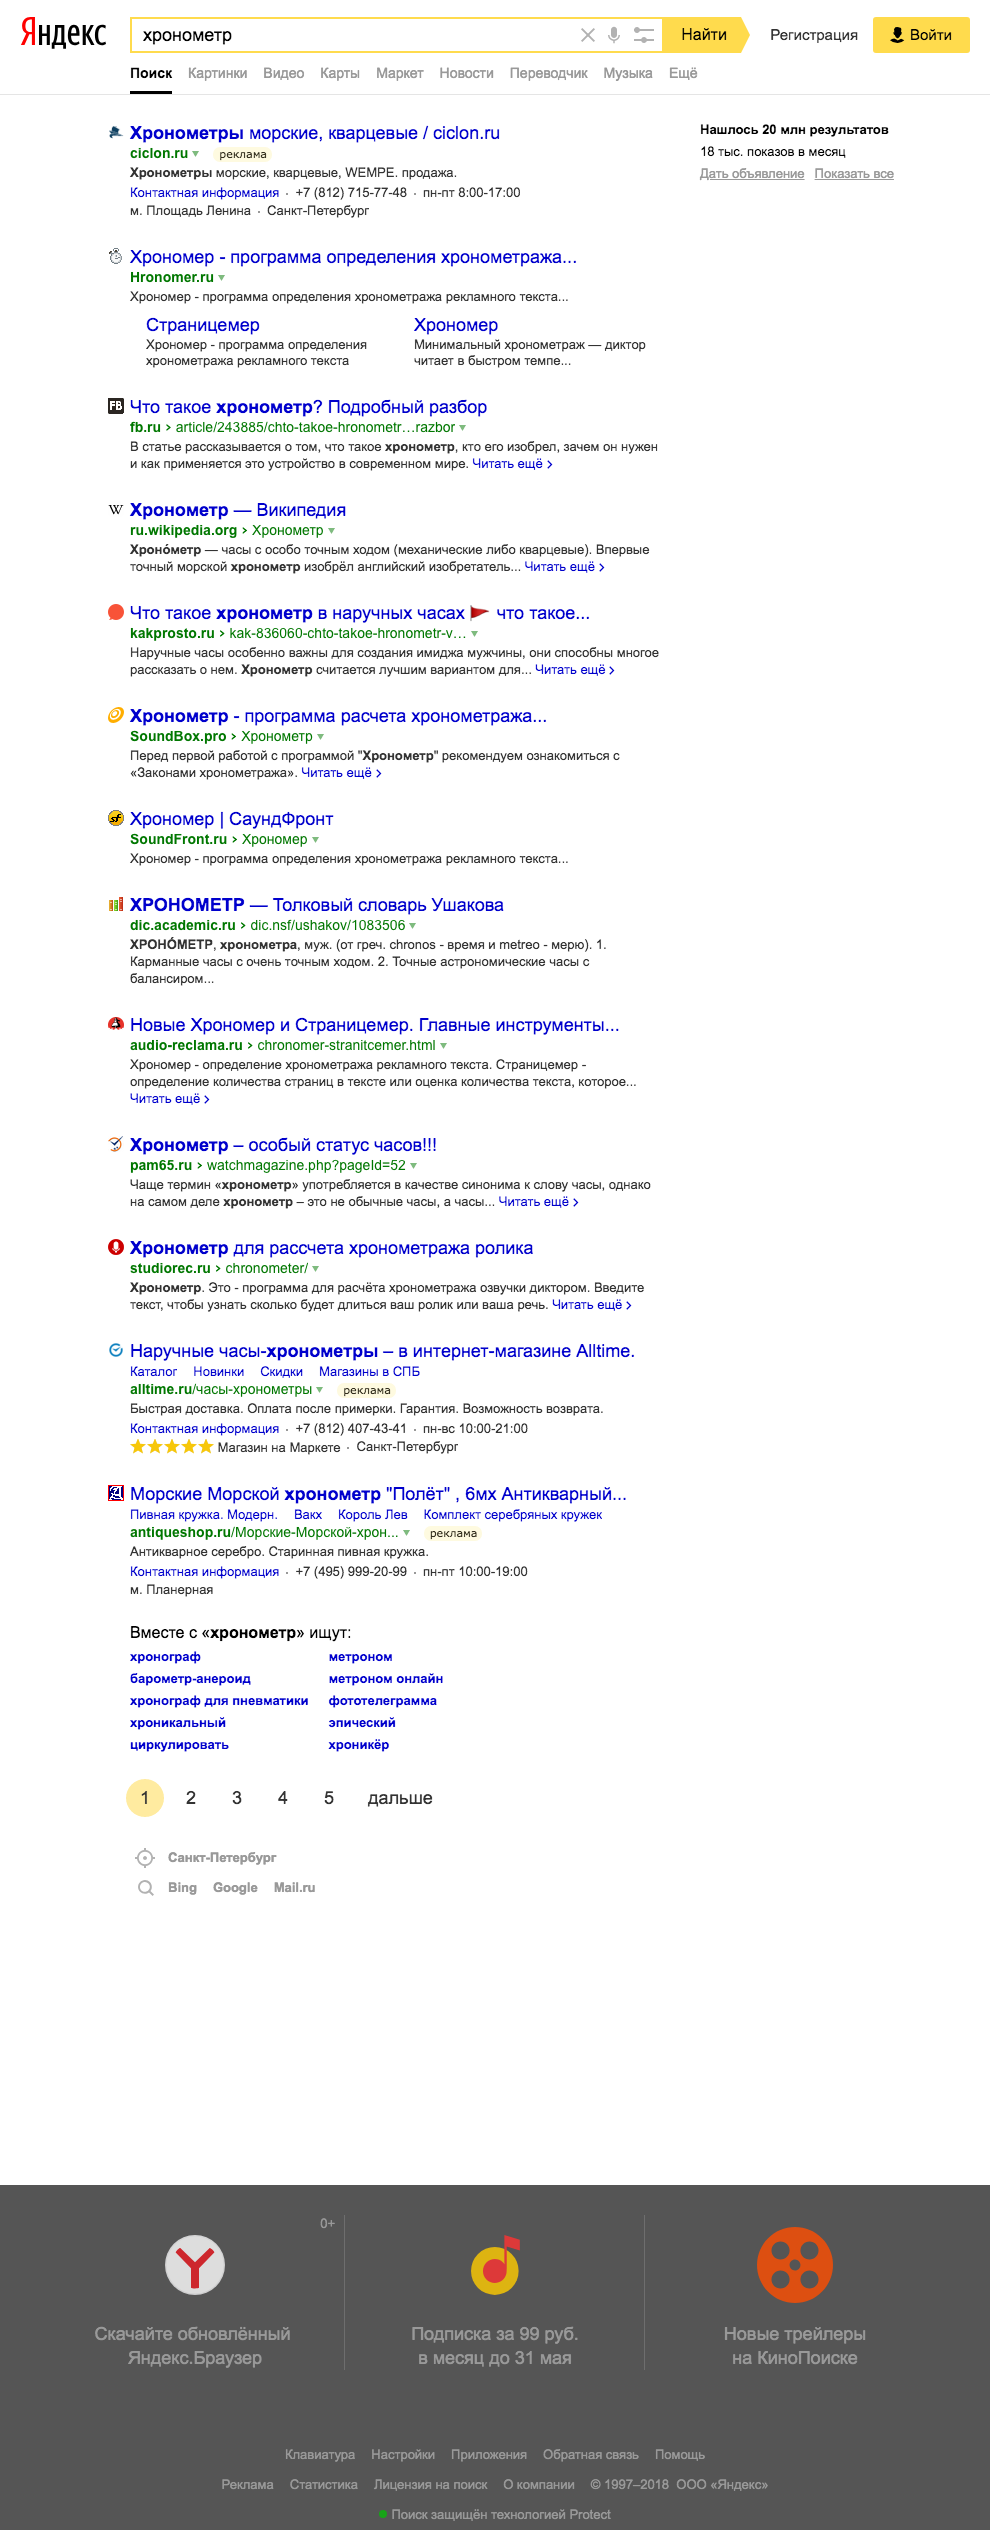 Яндекс
хронометр
Найти
Регистрация
Войти
Поиск Картинки Видео Карты Маркет Новости Переводчик Музыка Ещё
Хронометры морские, кварцевые / ciclon.ru
ciclon.ru реклама
Хронометры морские, кварцевые, WEMPE. продажа.
Контактная информация · +7 (812) 715-77-48 · пн-пт 8:00-17:00
м. Площадь Ленина · Санкт-Петербург
Нашлось 20 млн результатов
18 тыс. показов в месяц
Дать объявление Показать все
Хрономер - программа определения хронометража...
Hronomer.ru
Хрономер - программа определения хронометража рекламного текста...
Страницемер
Хрономер - программа определения
хронометража рекламного текста
Хрономер
Минимальный хронометраж — диктор
читает в быстром темпе...
FB
Что такое хронометр? Подробный разбор
fb.ru › article/243885/chto-takoe-hronometr…razbor
В статье рассказывается о том, что такое хронометр, кто его изобрел, зачем он нужен
и как применяется это устройство в современном мире. Читать ещё ›
W
Хронометр — Википедия
ru.wikipedia.org › Хронометр
Хроно́метр — часы с особо точным ходом (механические либо кварцевые). Впервые
точный морской хронометр изобрёл английский изобретатель... Читать ещё ›
Что такое хронометр в наручных часах 🚩 что такое...
kakprosto.ru › kak-836060-chto-takoe-hronometr-v…
Наручные часы особенно важны для создания имиджа мужчины, они способны многое
рассказать о нем. Хронометр считается лучшим вариантом для... Читать ещё ›
Хронометр - программа расчета хронометража...
SoundBox.pro › Хронометр
Перед первой работой с программой "Хронометр" рекомендуем ознакомиться с
«Законами хронометража». Читать ещё ›
sf
Хрономер | СаундФронт
SoundFront.ru › Хрономер
Хрономер - программа определения хронометража рекламного текста...
ХРОНОМЕТР — Толковый словарь Ушакова
dic.academic.ru › dic.nsf/ushakov/1083506
ХРОНО́МЕТР, хронометра, муж. (от греч. chronos - время и metreo - мерю). 1.
Карманные часы с очень точным ходом. 2. Точные астрономические часы с
балансиром...
Новые Хрономер и Страницемер. Главные инструменты...
audio-reclama.ru › chronomer-stranitcemer.html
Хрономер - определение хронометража рекламного текста. Страницемер -
определение количества страниц в тексте или оценка количества текста, которое...
Читать ещё ›
Хронометр – особый статус часов!!!
pam65.ru › watchmagazine.php?pageId=52
Чаще термин «хронометр» употребляется в качестве синонима к слову часы, однако
на самом деле хронометр – это не обычные часы, а часы... Читать ещё ›
Хронометр для рассчета хронометража ролика
studiorec.ru › chronometer/
Хронометр. Это - программа для расчёта хронометража озвучки диктором. Введите
текст, чтобы узнать сколько будет длиться ваш ролик или ваша речь. Читать ещё ›
Наручные часы-хронометры – в интернет-магазине Alltime.
Каталог Новинки Скидки Магазины в СПБ
alltime.ru/часы-хронометры реклама
Быстрая доставка. Оплата после примерки. Гарантия. Возможность возврата.
Контактная информация · +7 (812) 407-43-41 · пн-вс 10:00-21:00
Магазин на Маркете · Санкт-Петербург
Морские Морской хронометр "Полёт" , 6мх Антикварный...
Пивная кружка. Модерн. Вакх Король Лев Комплект серебряных кружек
antiqueshop.ru/Морские-Морской-хрон... реклама
Антикварное серебро. Старинная пивная кружка.
Контактная информация · +7 (495) 999-20-99 · пн-пт 10:00-19:00
м. Планерная
Вместе с «хронометр» ищут:
хронограф метроном
барометр-анероид метроном онлайн
хронограф для пневматики фототелеграмма
хроникальный эпический
циркулировать хроникёр
1 2 3 4 5 дальше
Санкт-Петербург
Bing Google Mail.ru
0+
Скачайте обновлённый
Яндекс.Браузер
Подписка за 99 руб.
в месяц до 31 мая
Новые трейлеры
на КиноПоиске
Клавиатура Настройки Приложения Обратная связь Помощь
Реклама Статистика Лицензия на поиск О компании © 1997–2018 ООО «Яндекс»
Поиск защищён технологией Protect